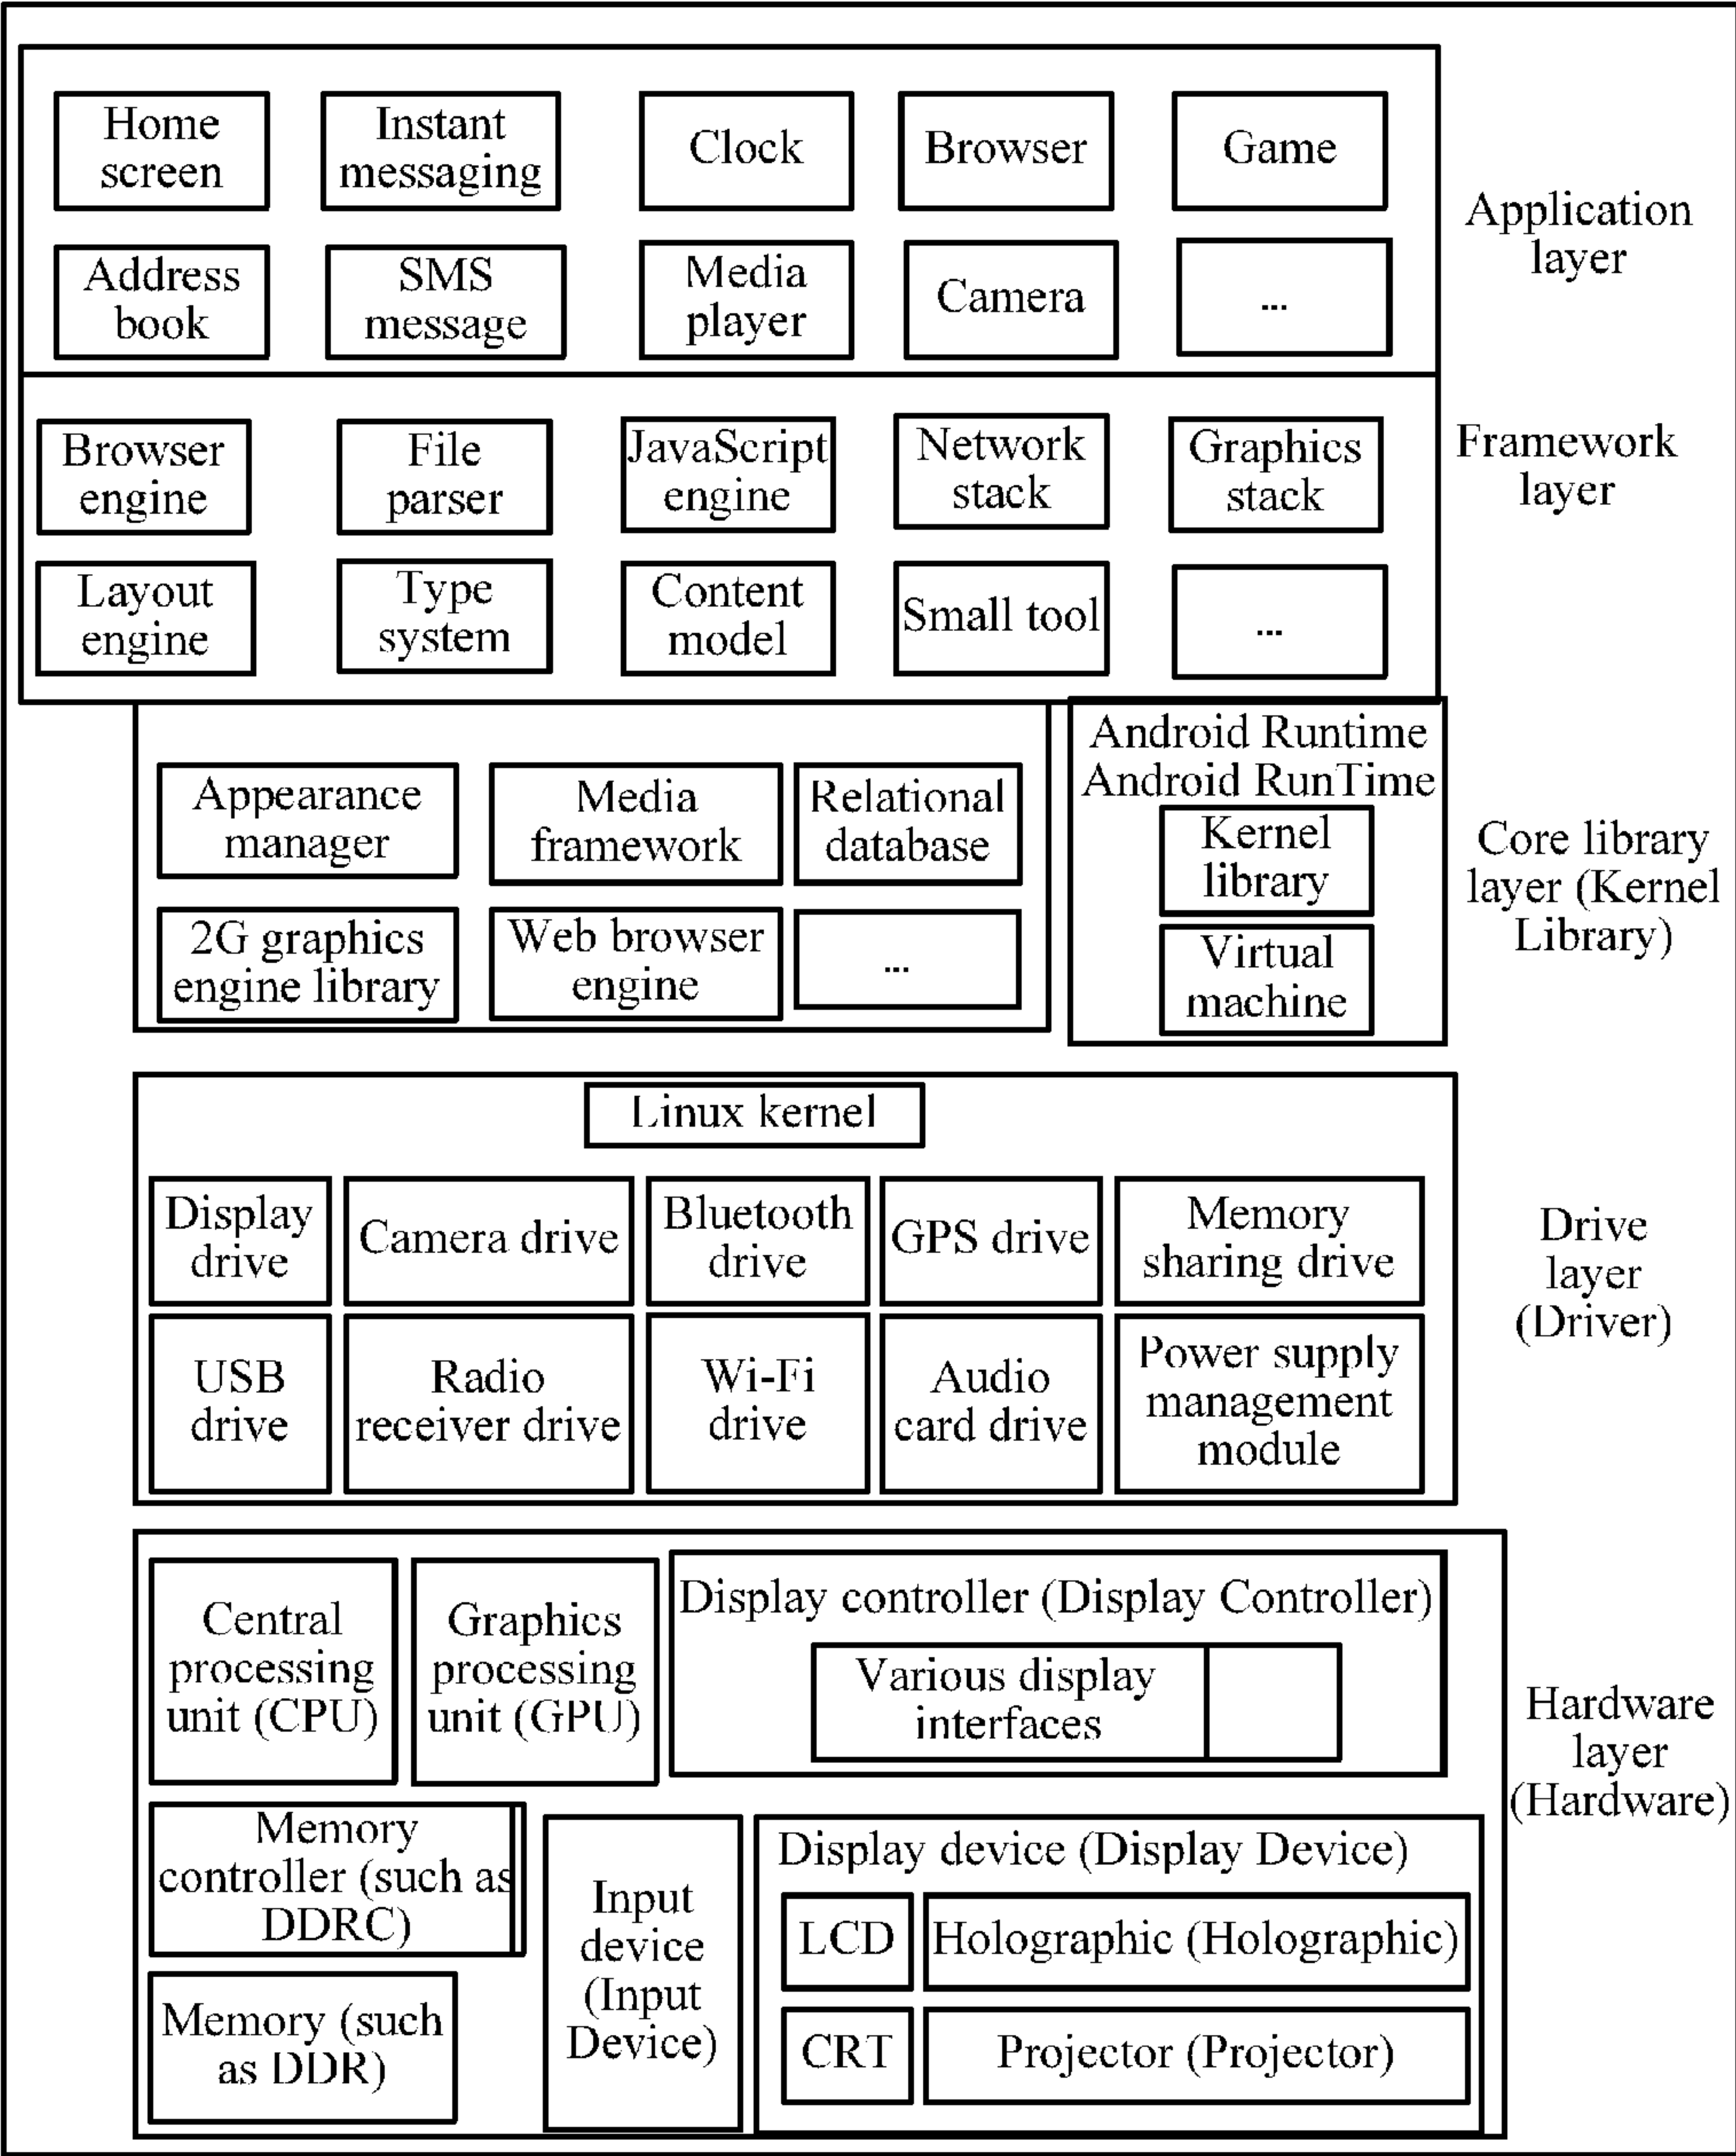 Home
screen
Instant
messaging
Clock
Browser
Game
Address
book
SMS
message
Media
player
Camera
...
Application
layer
Browser
engine
File
parser
JavaScript
engine
Network
stack
Graphics
stack
Layout
engine
Type
system
Content
model
Small tool
...
Framework
layer
Appearance
manager
Media
framework
Relational
database
2G graphics
engine library
Web browser
engine
...
Android Runtime
Android RunTime
Kernel
library
Virtual
machine
Core library
layer (Kernel
Library)
Linux kernel
Display
drive
Camera drive
Bluetooth
drive
GPS drive
Memory
sharing drive
USB
drive
Radio
receiver drive
Wi-Fi
drive
Audio
card drive
Power supply
management
module
Drive
layer
(Driver)
Central
processing
unit (CPU)
Graphics
processing
unit (GPU)
Display controller (Display Controller)
Various display
interfaces
Memory
controller (such as
DDRC)
Memory (such
as DDR)
Input
device
(Input
Device)
Display device (Display Device)
LCD
Holographic (Holographic)
CRT
Projector (Projector)
Hardware
layer
(Hardware)